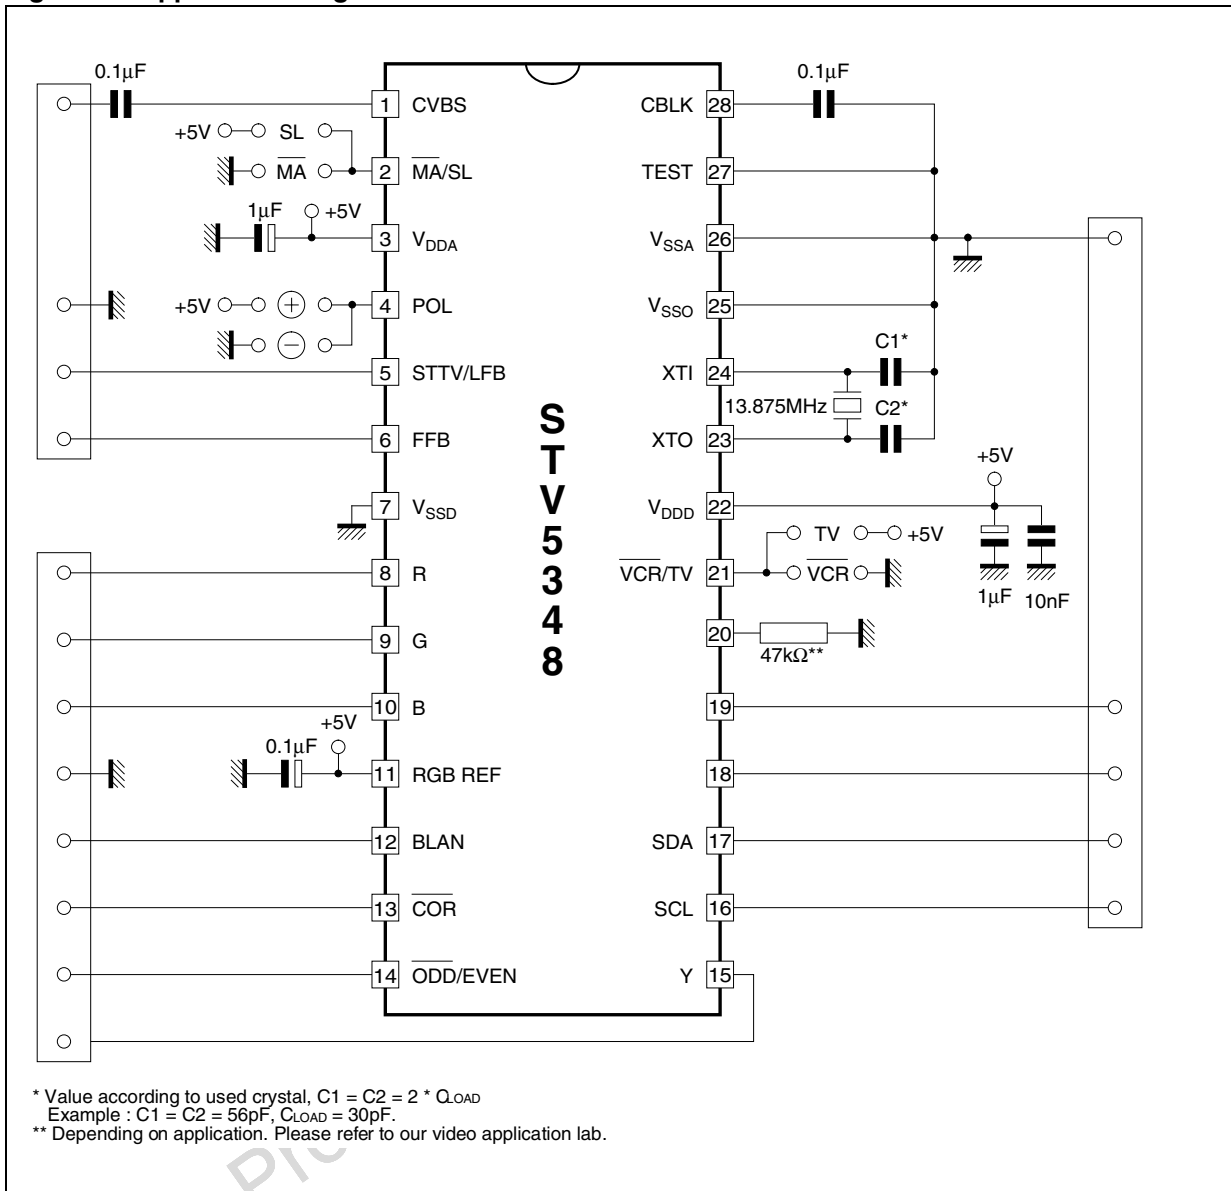 0.1µF
0.1µF
1 CVBS
CBLK 28
+5V SL
MA
2 MA/SL
TEST 27
1µF +5V
3 VDDA
VSSA 26
+5V +
4 POL
VSSO 25
−
C1*
5 STTV/LFB
XTI 24
13.875MHz
C2*
6 FFB
XTO 23
+5V
7 VSSD
VDDD 22
TV +5V
8 R
VCR/TV 21
VCR
1µF 10nF
9 G
20
47kΩ**
10 B
19
+5V
0.1µF
11 RGB REF
18
12 BLAN
SDA 17
13 COR
SCL 16
14 ODD/EVEN
Y 15
STV5348
* Value according to used crystal, C1 = C2 = 2 * CLOAD
Example : C1 = C2 = 56pF, CLOAD = 30pF.
** Depending on application. Please refer to our video application lab.